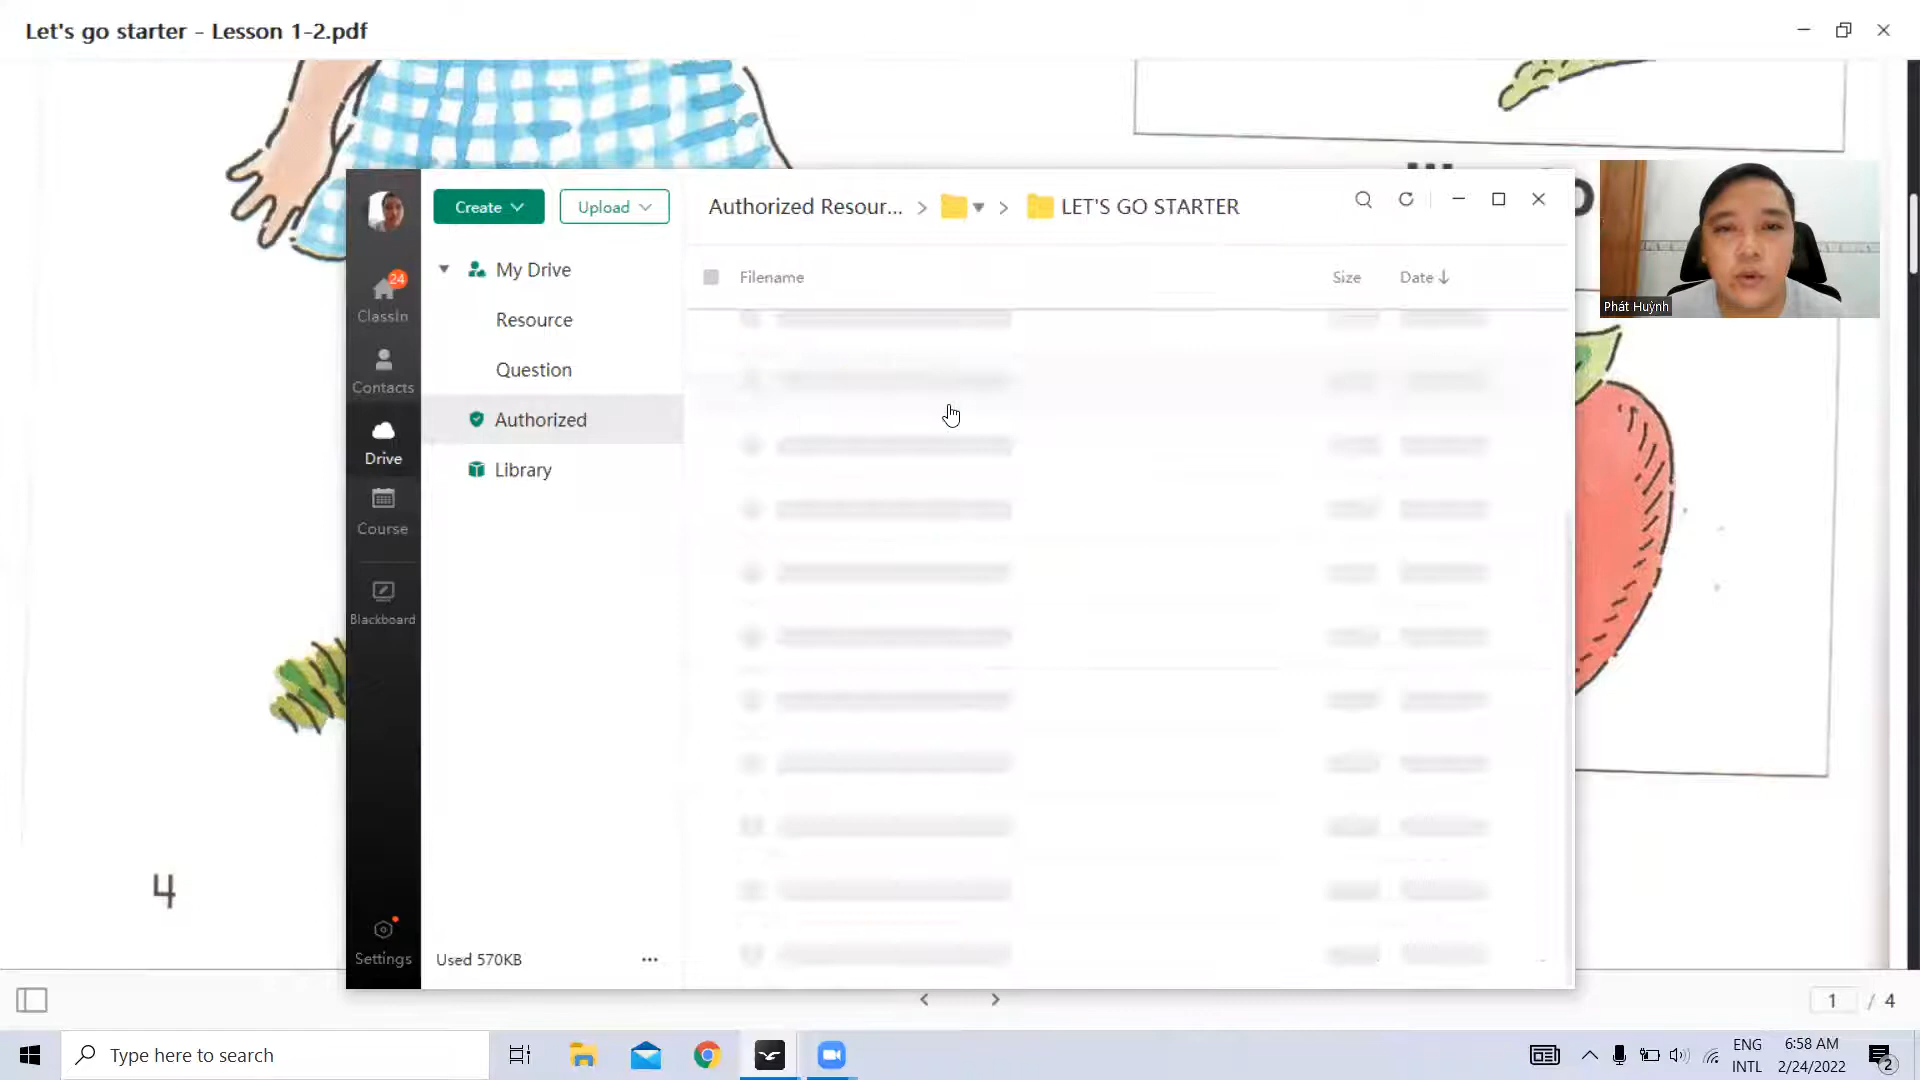 Let's go starter - Lesson 1-2.pdf
Create
Upload
Authorized Resour... > > LET'S GO STARTER
24
ClassIn
Contacts
Drive
Course
Blackboard
Settings
My Drive
Resource
Question
Authorized
Library
Used 570KB
...
Filename
Size
Date
Phát Huỳnh
4
1 / 4
Type here to search
ENG
INTL
6:58 AM
2/24/2022
2